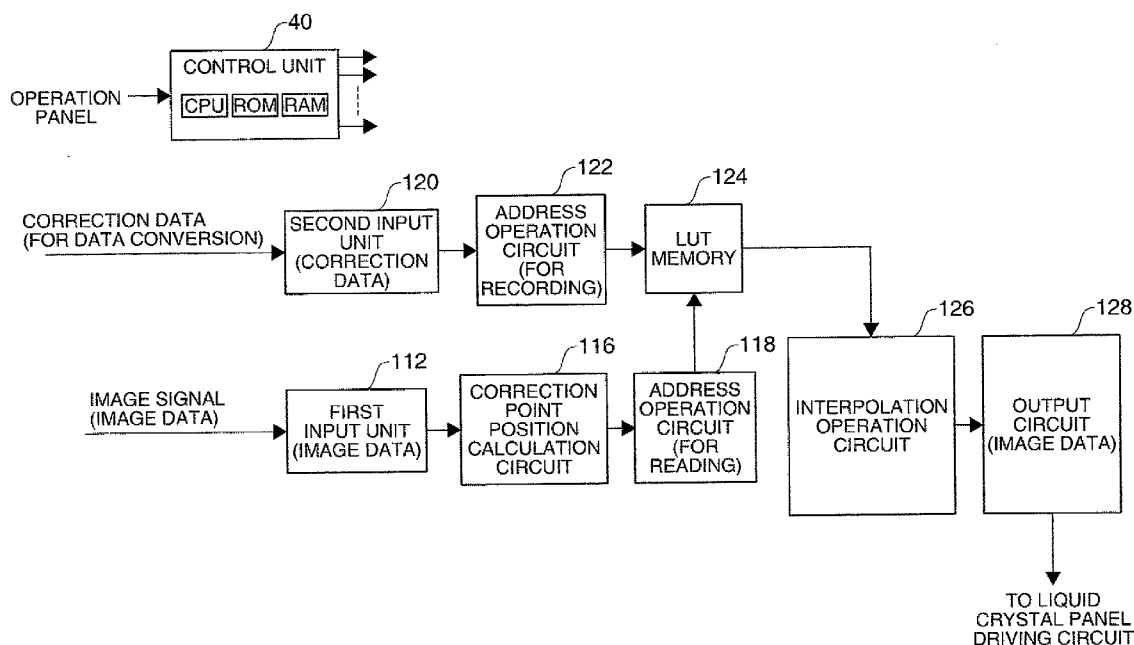 40
CONTROL UNIT
CPU ROM RAM
OPERATION
PANEL
120
122
124
CORRECTION DATA
(FOR DATA CONVERSION)
SECOND INPUT
UNIT
(CORRECTION
DATA)
ADDRESS
OPERATION
CIRCUIT
(FOR
RECORDING)
LUT
MEMORY
112
116
118
126
128
IMAGE SIGNAL
(IMAGE DATA)
FIRST
INPUT UNIT
(IMAGE DATA)
CORRECTION
POINT
POSITION
CALCULATION
CIRCUIT
ADDRESS
OPERATION
CIRCUIT
(FOR
READING)
INTERPOLATION
OPERATION
CIRCUIT
OUTPUT
CIRCUIT
(IMAGE DATA)
TO LIQUID
CRYSTAL PANEL
DRIVING CIRCUIT